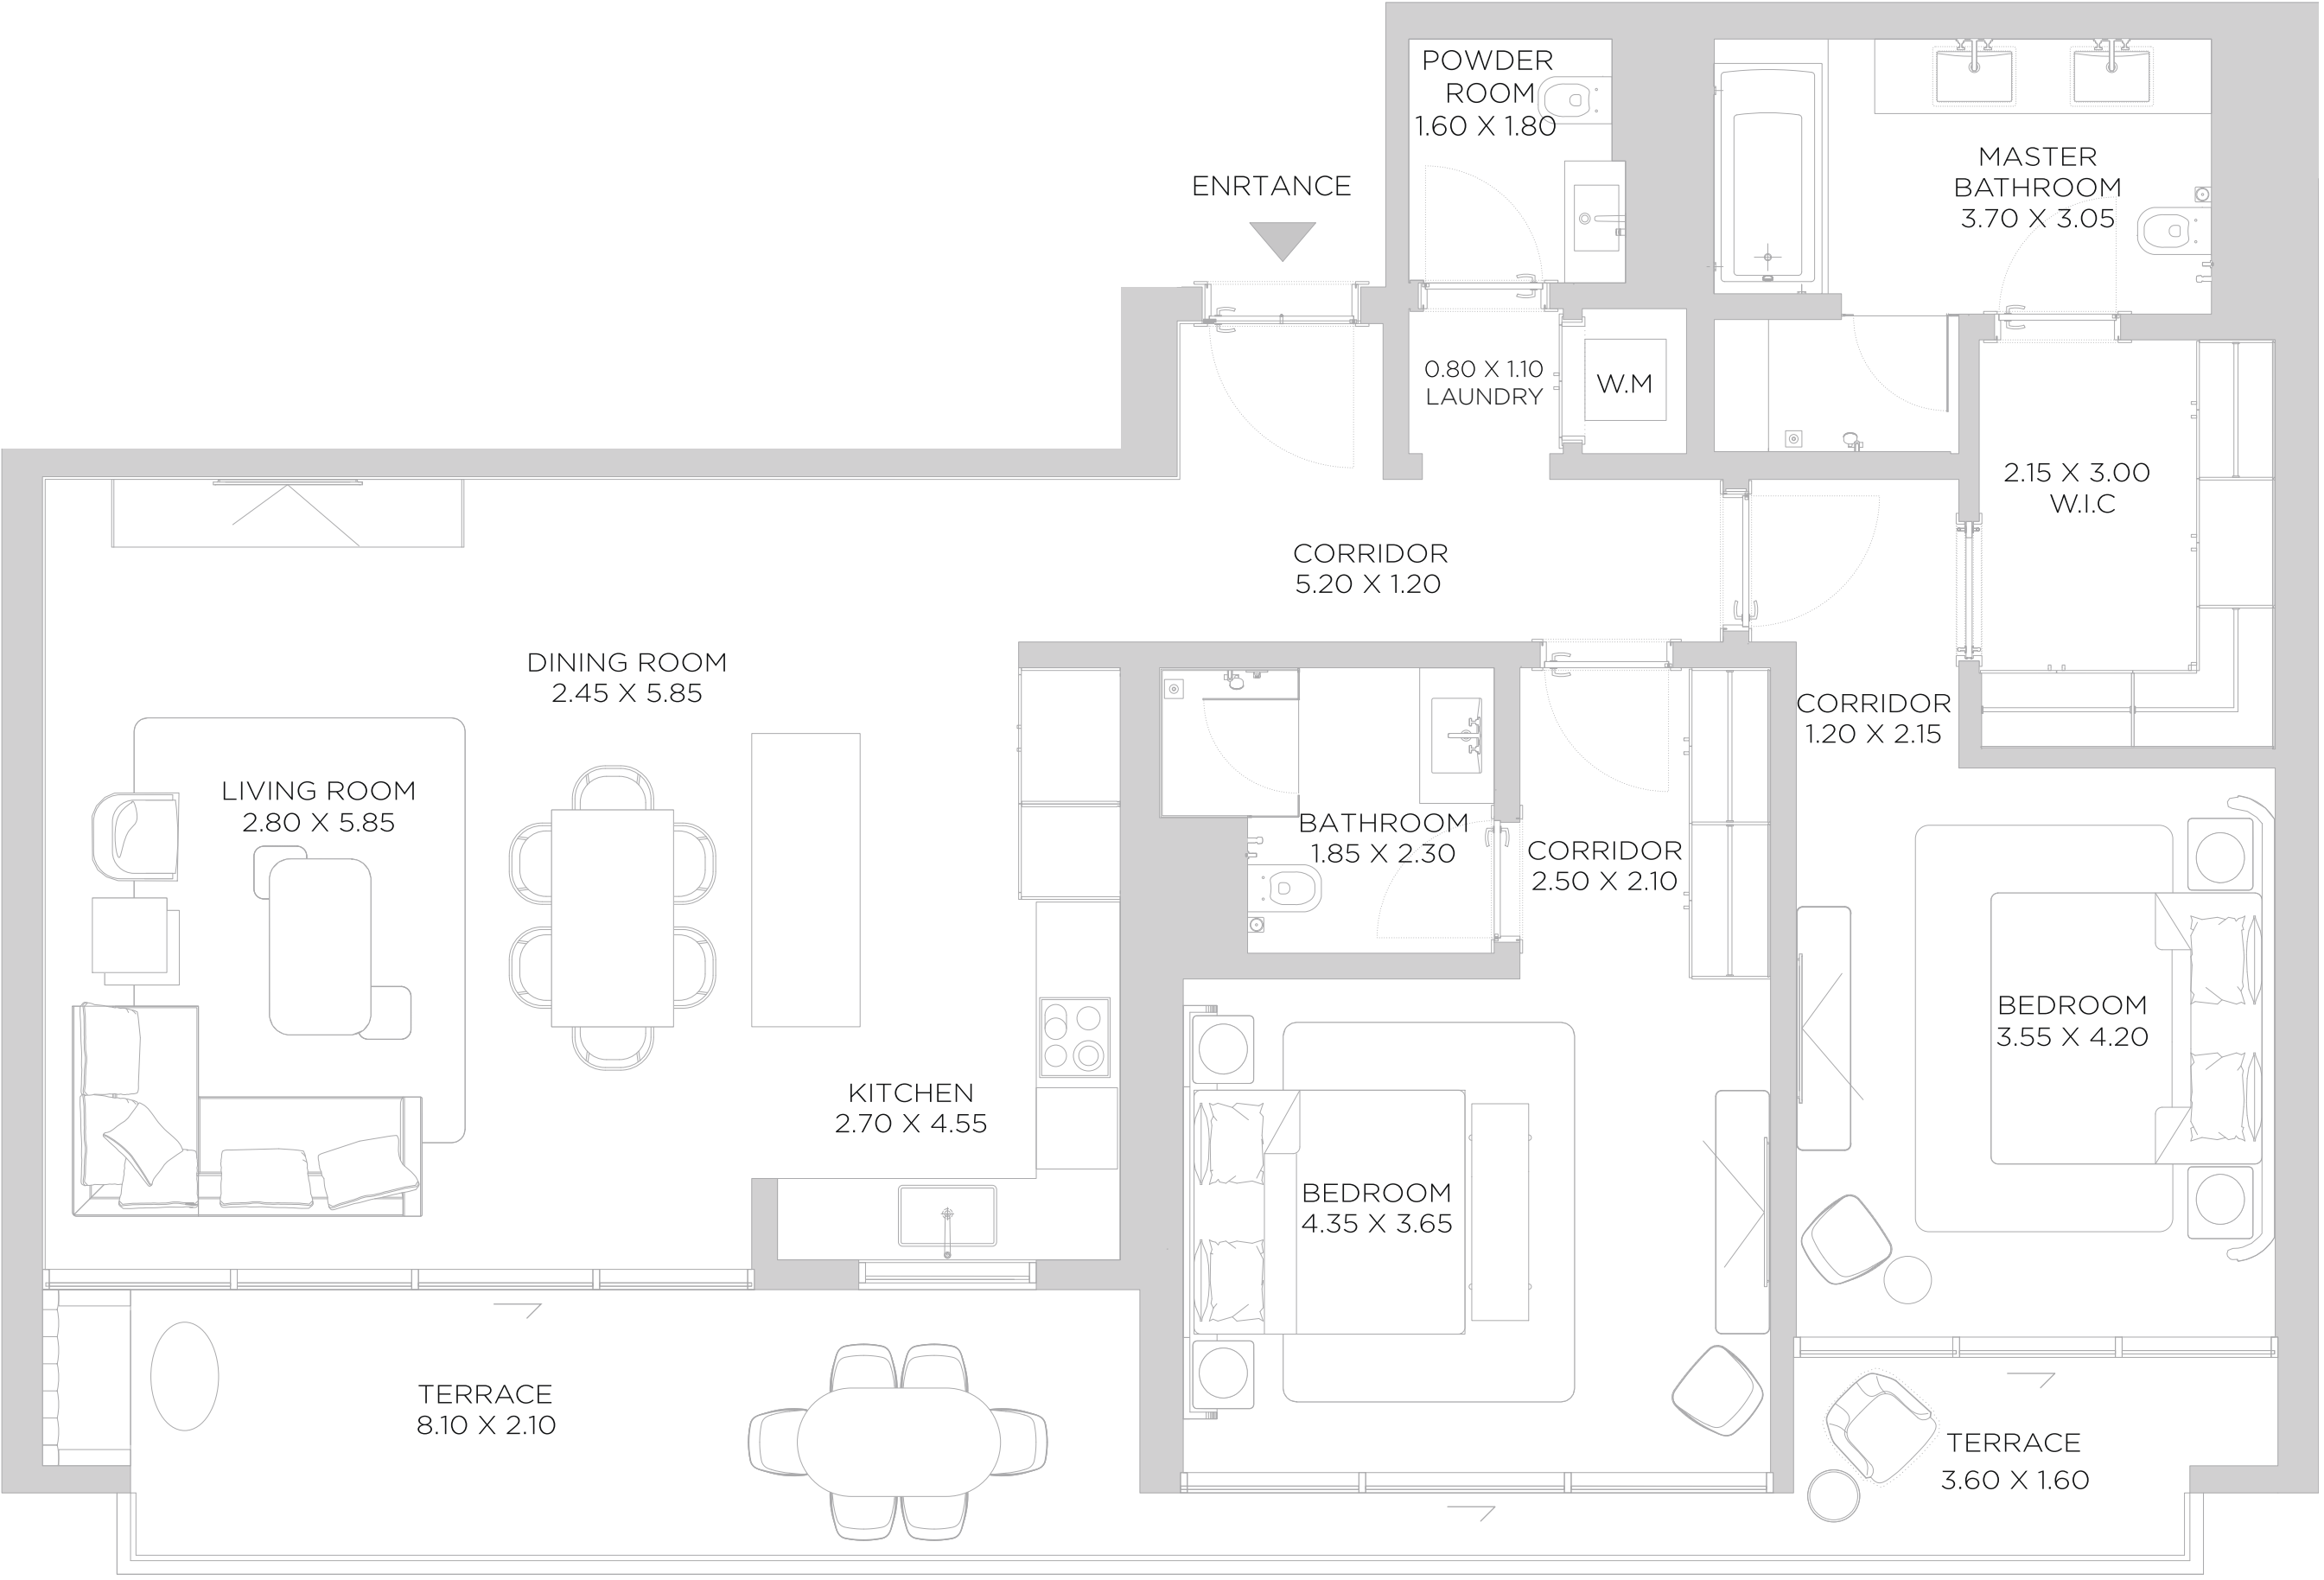 POWDER
ROOM
1.60 X 1.80
ENRTANCE
MASTER
BATHROOM
3.70 X 3.05
0.80 X 1.10
LAUNDRY
W.M
2.15 X 3.00
W.I.C
CORRIDOR
5.20 X 1.20
DINING ROOM
2.45 X 5.85
CORRIDOR
1.20 X 2.15
LIVING ROOM
2.80 X 5.85
BATHROOM
1.85 X 2.30
CORRIDOR
2.50 X 2.10
BEDROOM
3.55 X 4.20
KITCHEN
2.70 X 4.55
BEDROOM
4.35 X 3.65
TERRACE
8.10 X 2.10
TERRACE
3.60 X 1.60